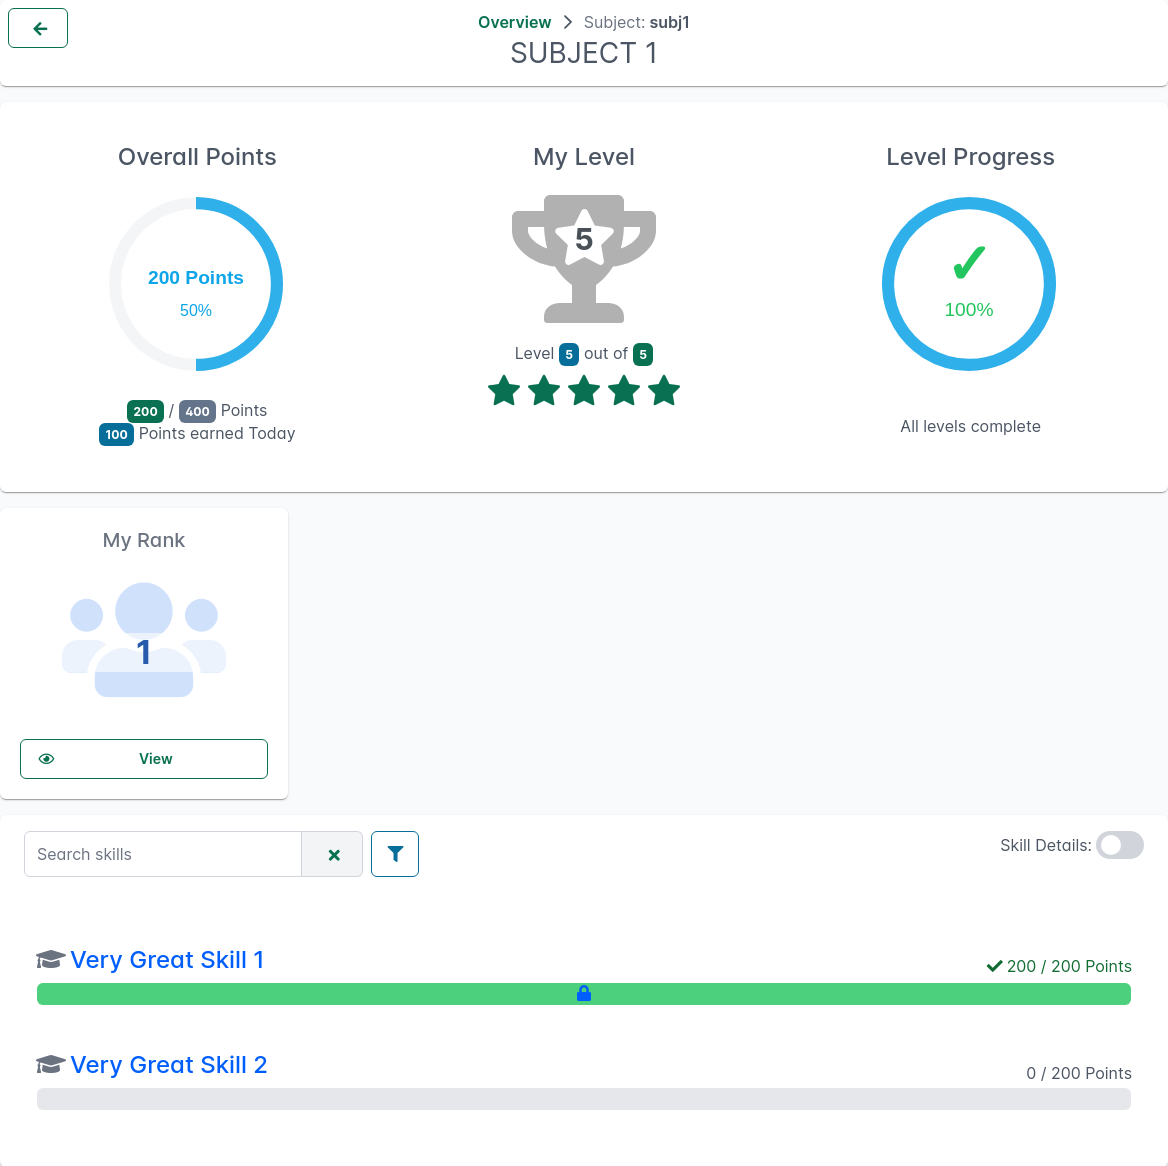 Overview > Subject: subj1
SUBJECT 1
Overall Points
200 Points
50%
200 / 400 Points
100 Points earned Today
My Level
5
Level 5 out of 5
Level Progress
✓
100%
All levels complete
My Rank
1
View
Search skills
Skill Details:
Very Great Skill 1
200 / 200 Points
Very Great Skill 2
0 / 200 Points